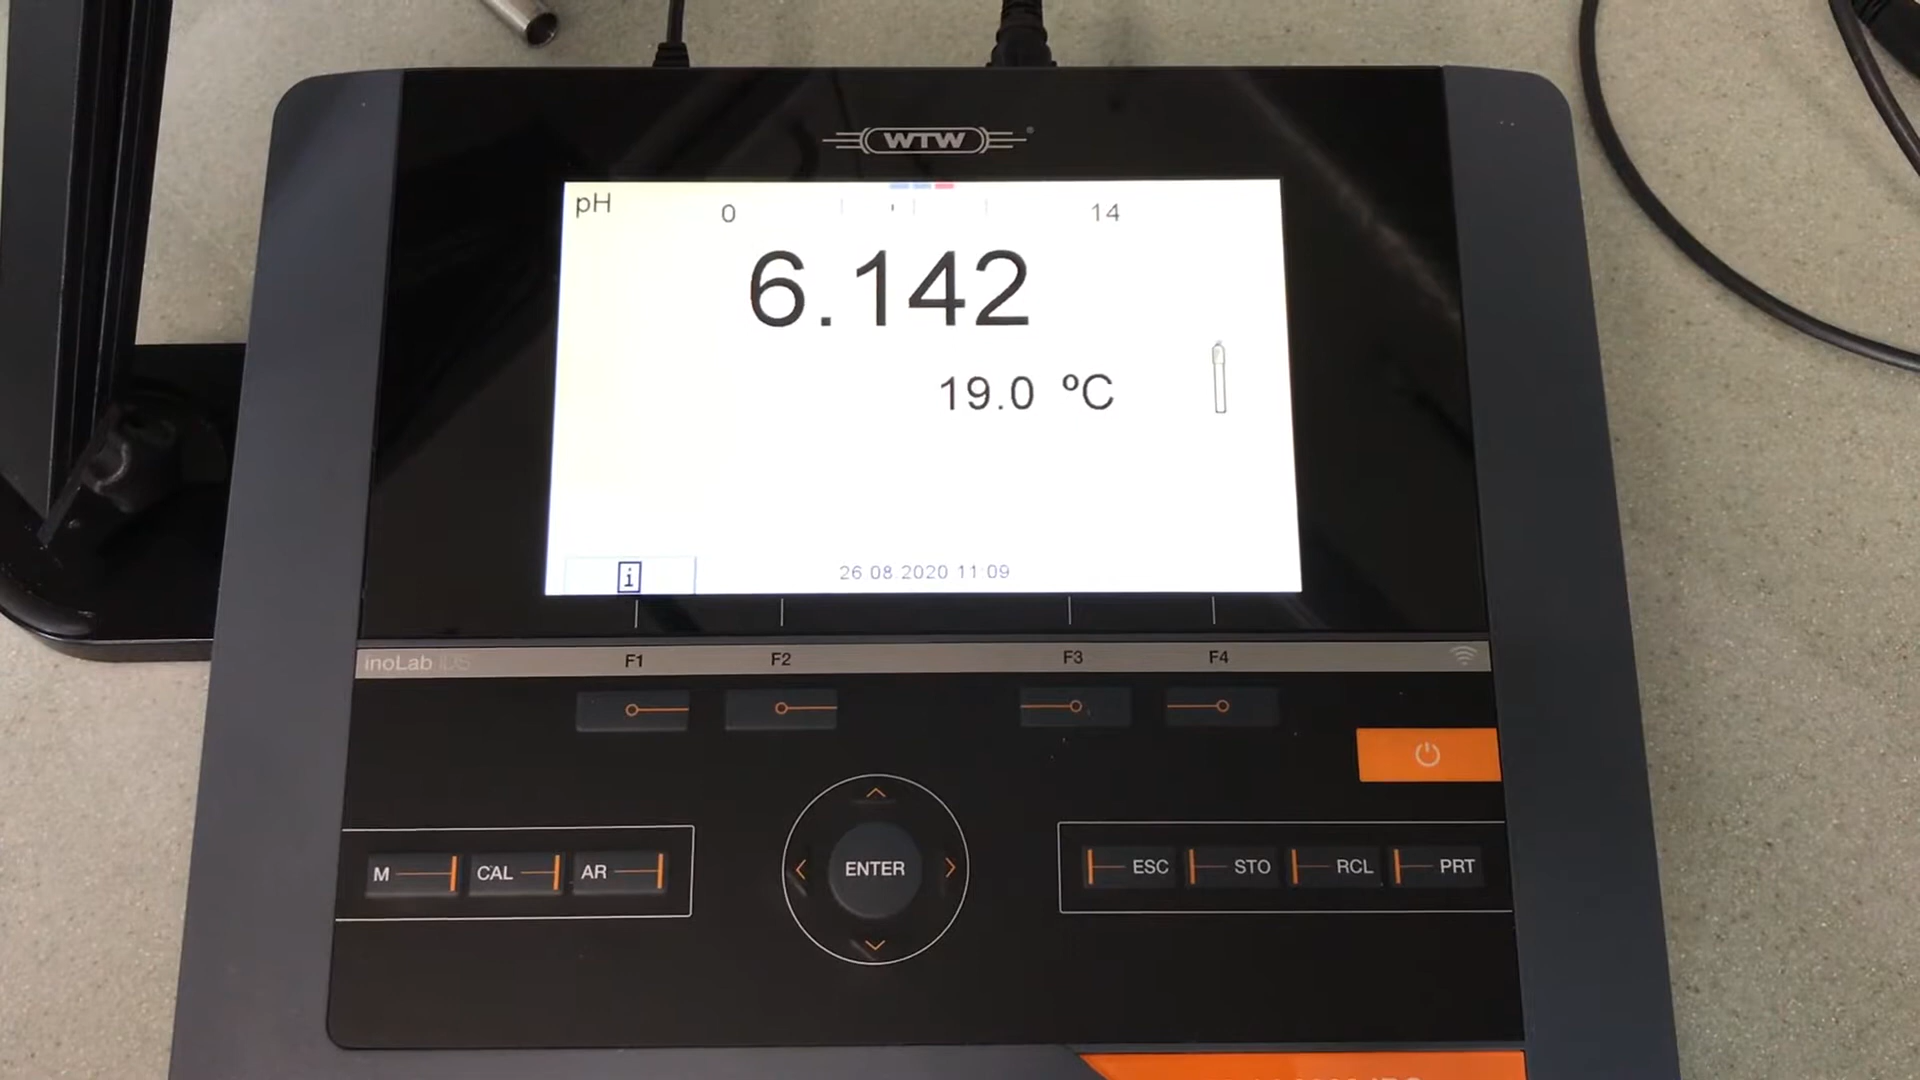 WTW
pH
0 14
6.142
19.0 °C
i
26.08.2020 11:09
inoLab IDS
F1 F2 F3 F4
M CAL AR
ENTER
ESC STO RCL PRT